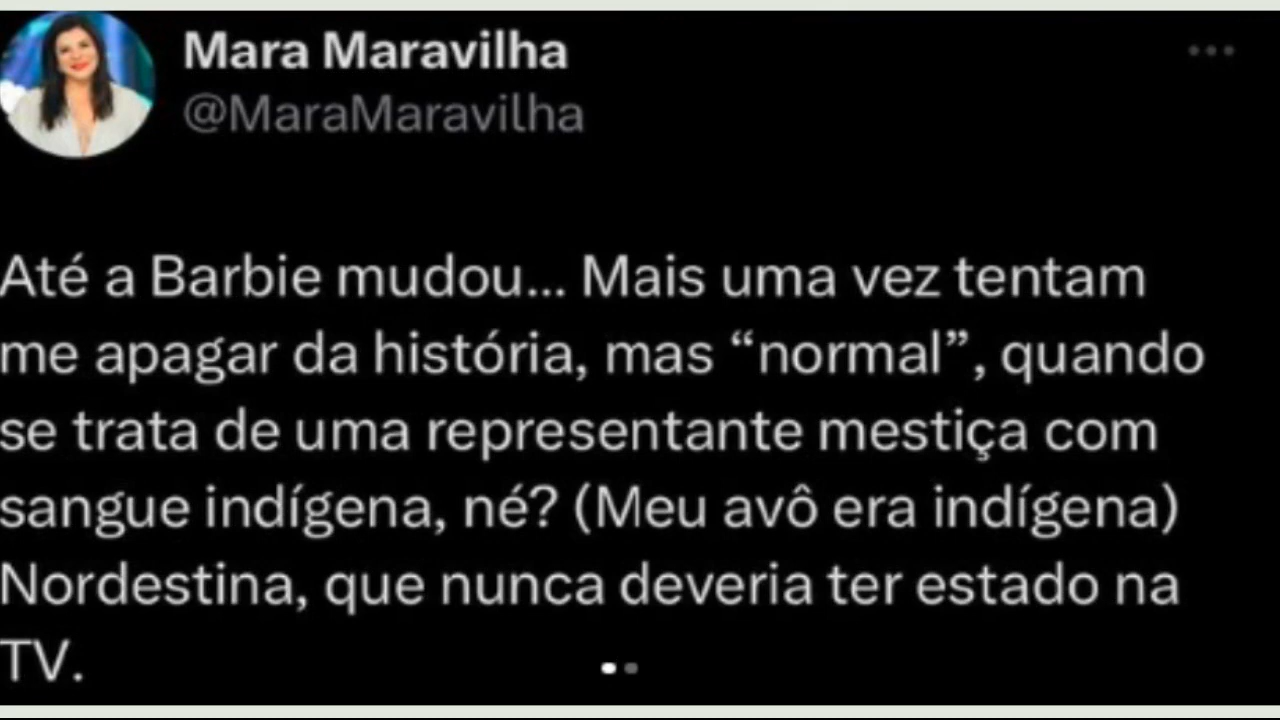 Mara Maravilha
@MaraMaravilha
Até a Barbie mudou... Mais uma vez tentam
me apagar da história, mas “normal”, quando
se trata de uma representante mestiça com
sangue indígena, né? (Meu avô era indígena)
Nordestina, que nunca deveria ter estado na
TV.